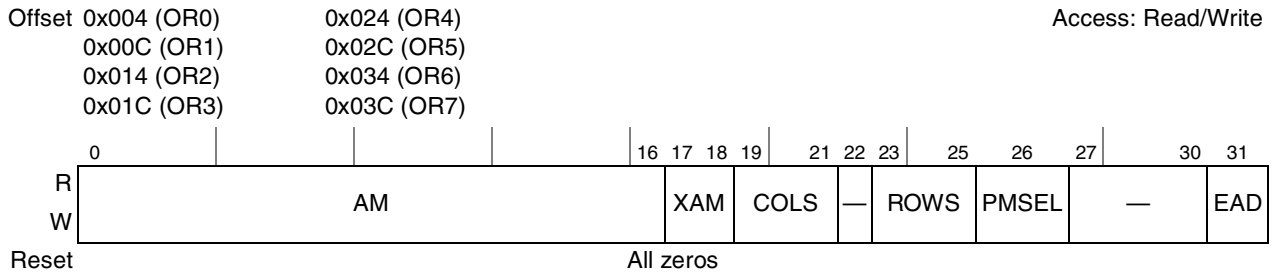 Offset 0x004 (OR0) 0x024 (OR4) Access: Read/Write
0x00C (OR1) 0x02C (OR5)
0x014 (OR2) 0x034 (OR6)
0x01C (OR3) 0x03C (OR7)
0 16 17 18 19 21 22 23 25 26 27 30 31
R
AM XAM COLS — ROWS PMSEL — EAD
W
Reset All zeros